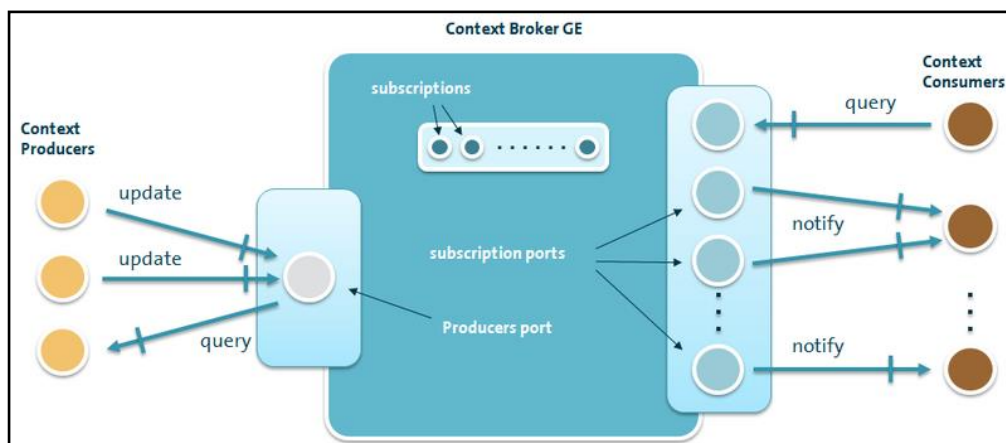 Context Broker GE
subscriptions
Context
Consumers
query
Context
Producers
update
notify
update
subscription ports
Producers port
query
notify